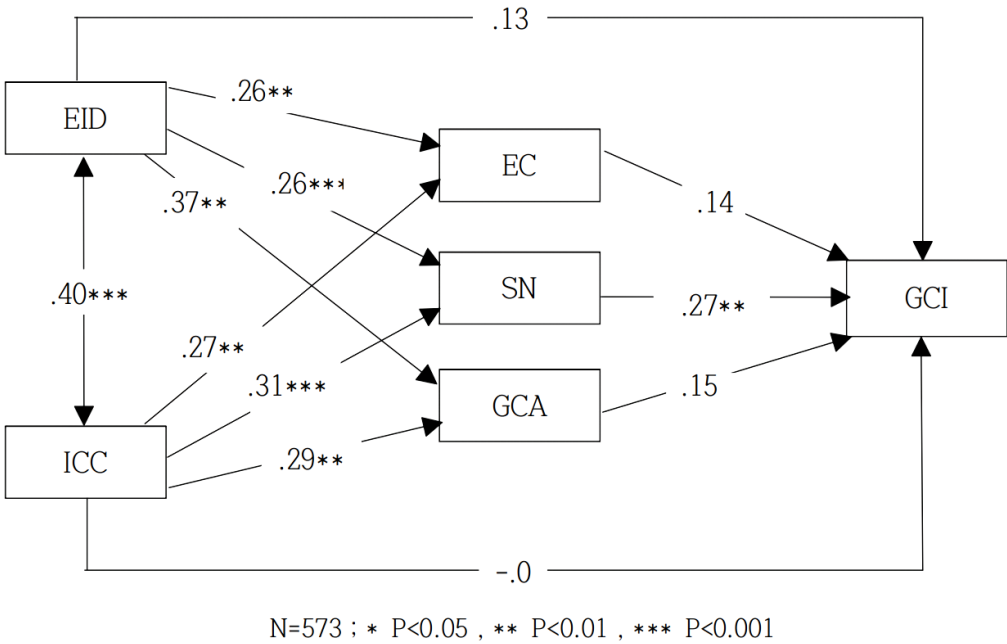 .13
EID
.26**
EC
.26***
.37**
.14
.40***
SN
.27**
GCI
.27**
.31***
GCA
.15
ICC
.29**
-.0
N=573 ; * P<0.05 , ** P<0.01 , *** P<0.001